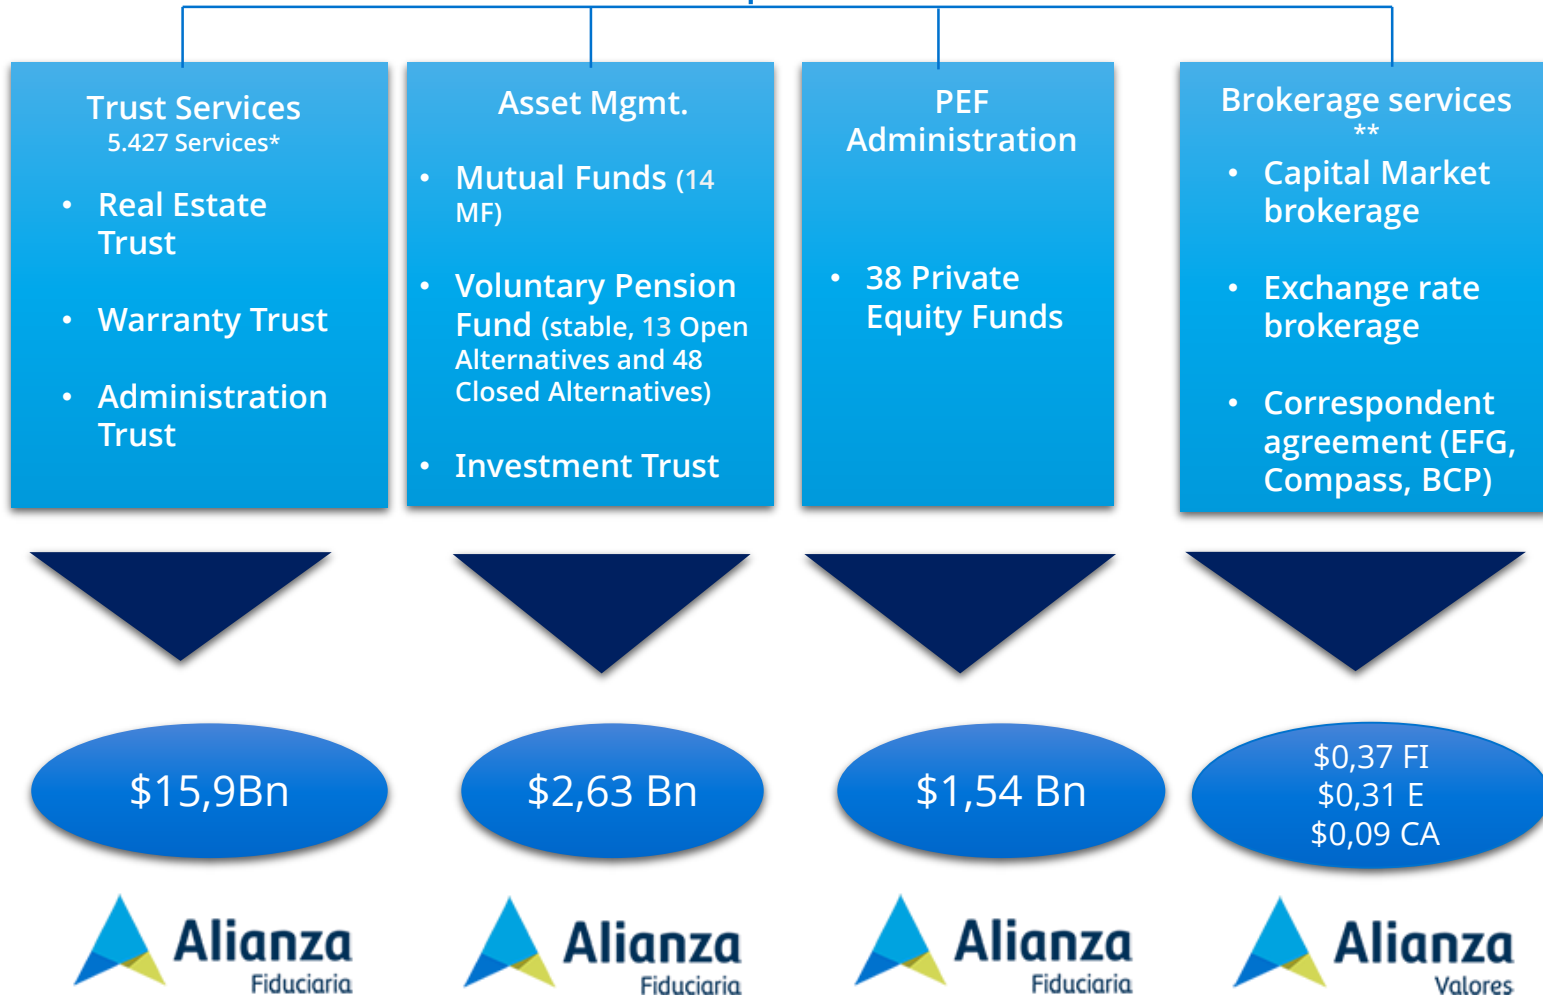 Trust Services
5.427 Services*
• Real Estate
Trust
• Warranty Trust
• Administration
Trust
Asset Mgmt.
• Mutual Funds (14
MF)
• Voluntary Pension
Fund (stable, 13 Open
Alternatives and 48
Closed Alternatives)
• Investment Trust
PEF
Administration
• 38 Private
Equity Funds
Brokerage services
**
• Capital Market
brokerage
• Exchange rate
brokerage
• Correspondent
agreement (EFG,
Compass, BCP)
$15,9Bn
$2,63 Bn
$1,54 Bn
$0,37 FI
$0,31 E
$0,09 CA
Alianza
Fiduciaria
Alianza
Fiduciaria
Alianza
Fiduciaria
Alianza
Valores